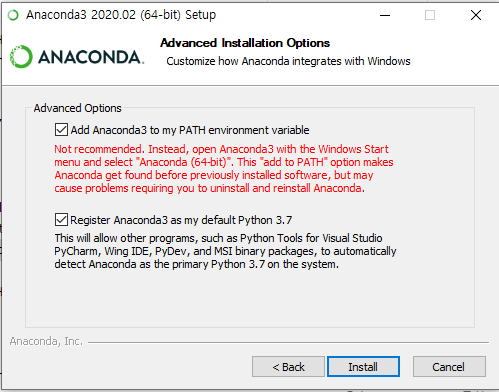 Anaconda3 2020.02 (64-bit) Setup
ANACONDA.
Advanced Installation Options
Customize how Anaconda integrates with Windows
Advanced Options
Add Anaconda3 to my PATH environment variable
Not recommended. Instead, open Anaconda3 with the Windows Start
menu and select "Anaconda (64-bit)". This "add to PATH" option makes
Anaconda get found before previously installed software, but may
cause problems requiring you to uninstall and reinstall Anaconda.
Register Anaconda3 as my default Python 3.7
This will allow other programs, such as Python Tools for Visual Studio
PyCharm, Wing IDE, PyDev, and MSI binary packages, to automatically
detect Anaconda as the primary Python 3.7 on the system.
Anaconda, Inc.
< Back Install Cancel